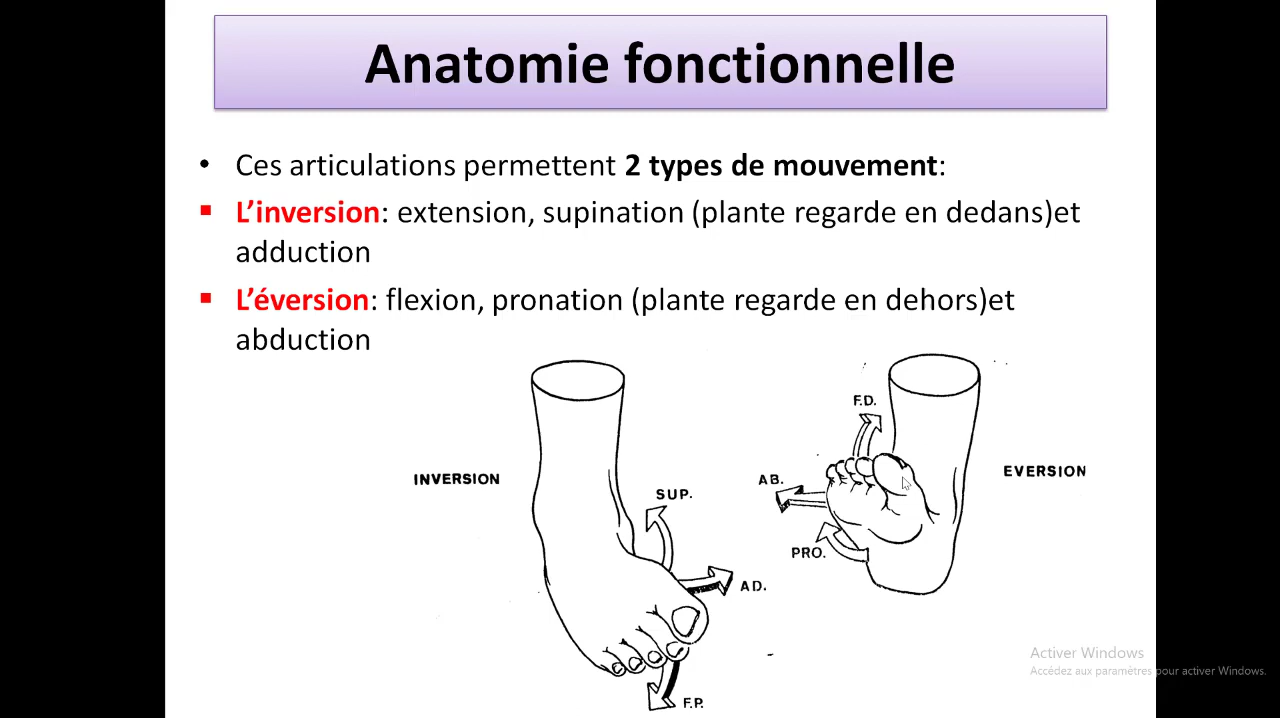 Anatomie fonctionnelle
• Ces articulations permettent 2 types de mouvement:
▪ L’inversion: extension, supination (plante regarde en dedans)et
adduction
▪ L’éversion: flexion, pronation (plante regarde en dehors)et
abduction
F.D.
INVERSION
EVERSION
AB.
SUP.
PRO.
AD.
F.P.
Activer Windows
Accédez aux paramètres pour activer Windows.